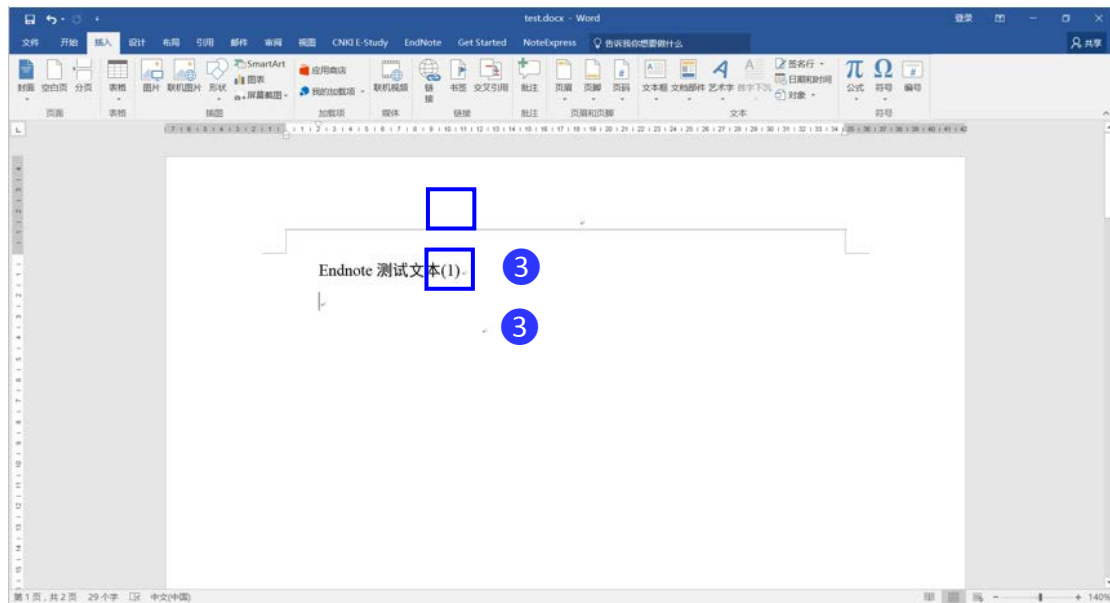 test.docx - Word
登录
文件 开始 插入 设计 布局 引用 邮件 审阅 视图 CNKI E-Study EndNote Get Started NoteExpress 告诉我你想要做什么 共享
封面 空白页 分页 表格 图片 联机图片 形状 SmartArt 图表 屏幕截图 应用商店 我的加载项 联机视频 链接 书签 交叉引用 批注 页眉 页脚 页码 文本框 文档部件 艺术字 首字下沉 签名行 日期和时间 对象 公式 符号 编号
页面 表格 插图 加载项 媒体 链接 批注 页眉和页脚 文本 符号
Endnote 测试文本(1)
3
3
第1页，共2页 29个字 中文(中国) 140%